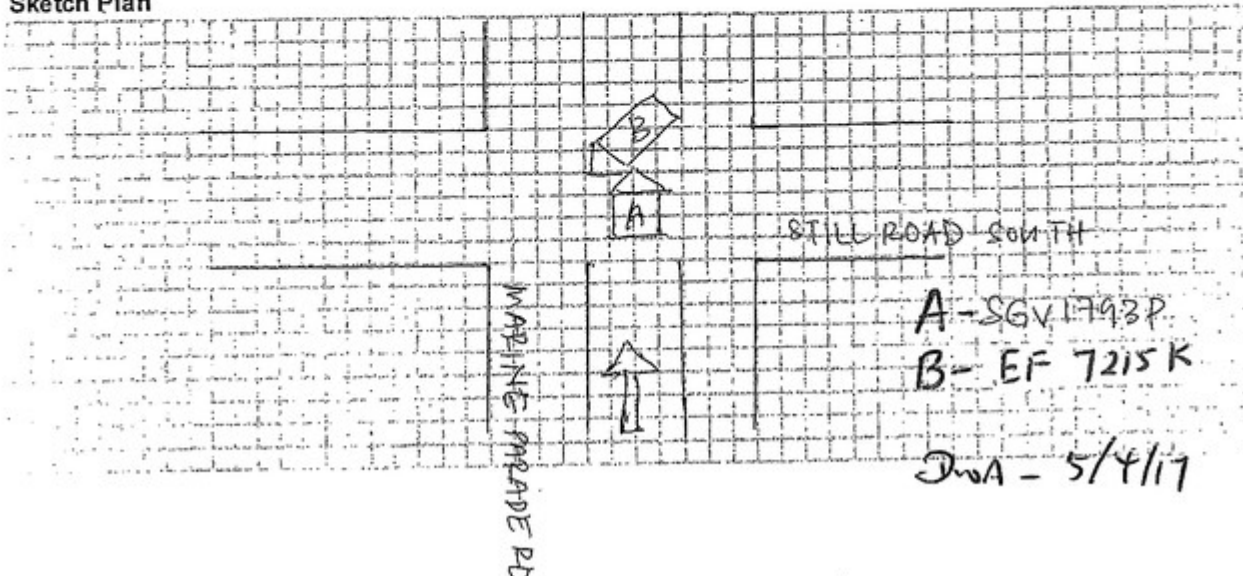 Sketch Plan
B
A
STILL ROAD SOUTH
MARINE PARADE RD
A - SGV1793P
B - EF 7215K
DOA - 5/4/17